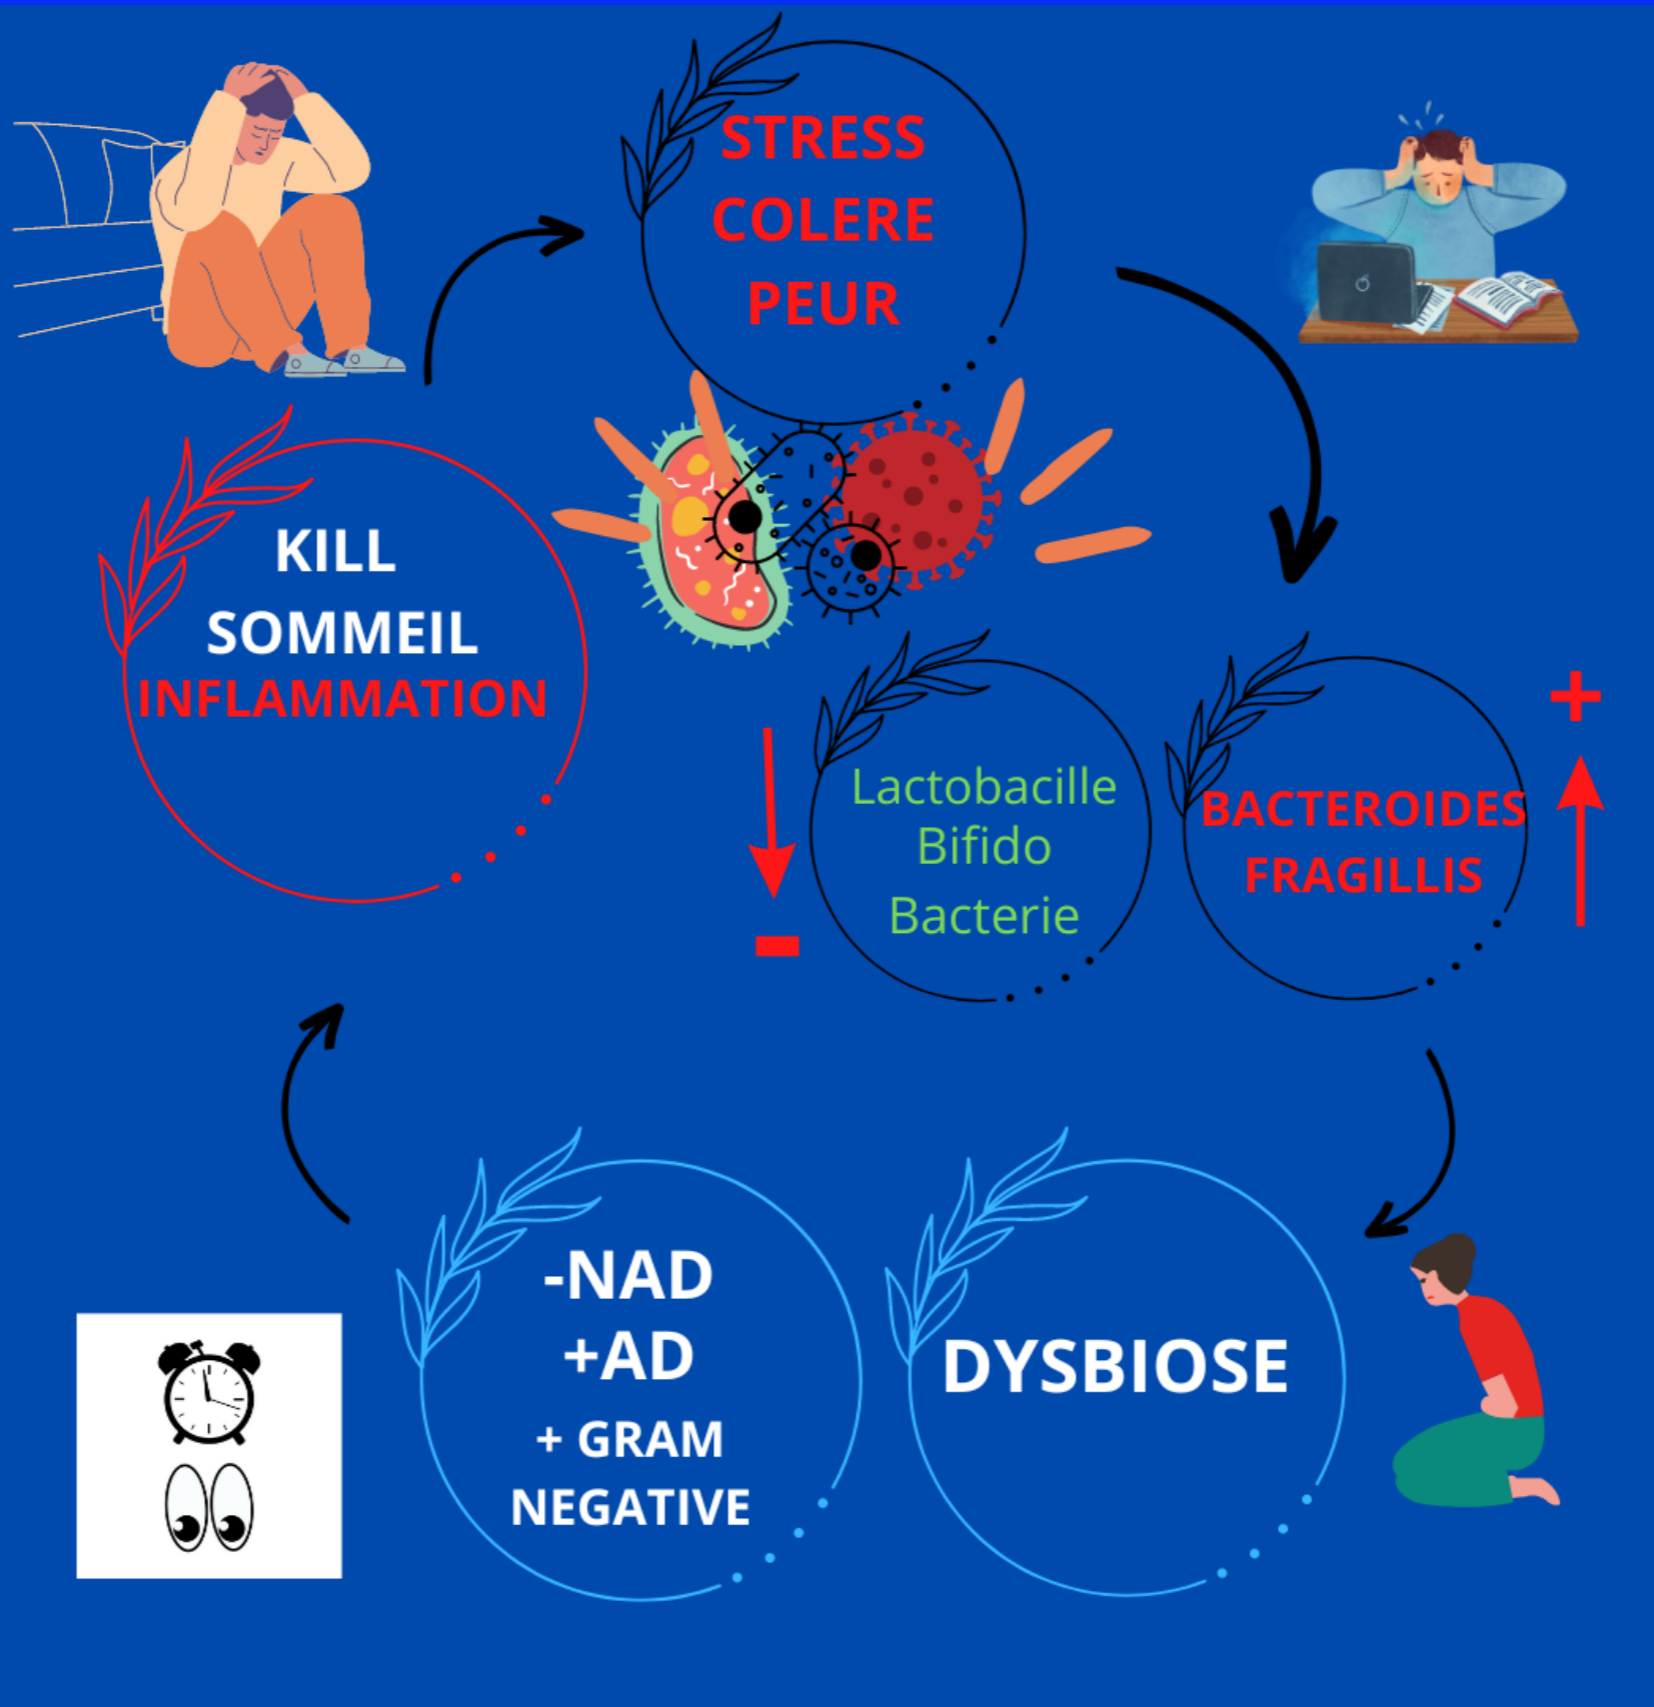 STRESS
COLERE
PEUR
KILL
SOMMEIL
INFLAMMATION
Lactobacille
Bifido
Bacterie
BACTEROIDES
FRAGILLIS
+
-
-NAD
+AD
+ GRAM
NEGATIVE
DYSBIOSE